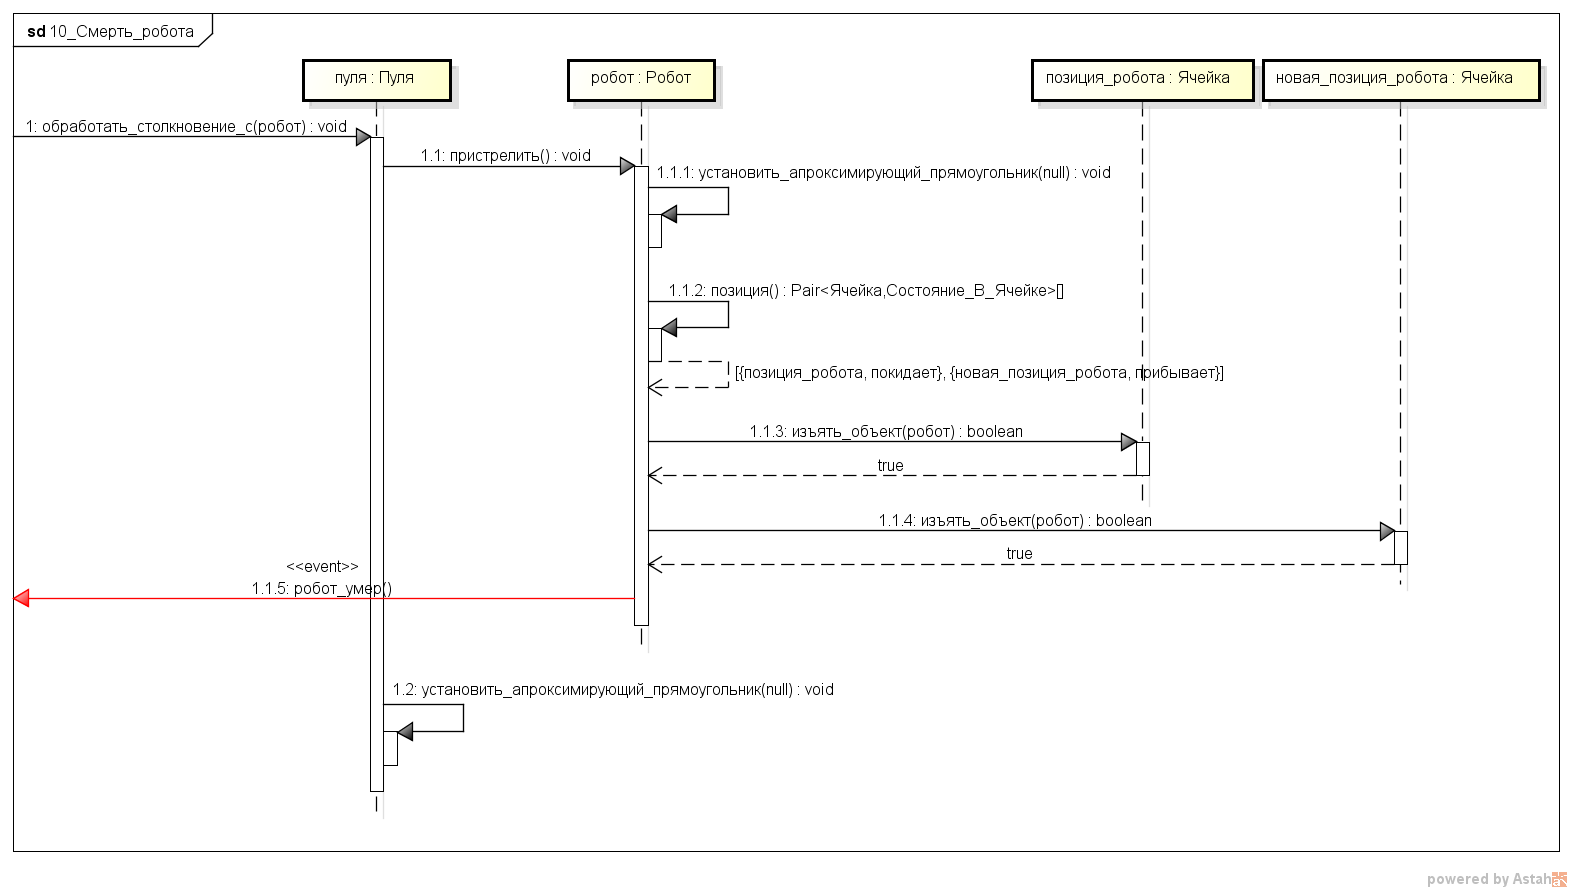 sd 10_Смерть_робота
пуля : Пуля
робот : Робот
позиция_робота : Ячейка
новая_позиция_робота : Ячейка
1: обработать_столкновение_с(робот) : void
1.1: пристрелить() : void
1.1.1: установить_апроксимирующий_прямоугольник(null) : void
1.1.2: позиция() : Pair<Ячейка,Состояние_В_Ячейке>[]
[{позиция_робота, покидает}, {новая_позиция_робота, прибывает}]
1.1.3: изъять_объект(робот) : boolean
true
1.1.4: изъять_объект(робот) : boolean
true
<<event>>
1.1.5: робот_умер()
1.2: установить_апроксимирующий_прямоугольник(null) : void
powered by Astah